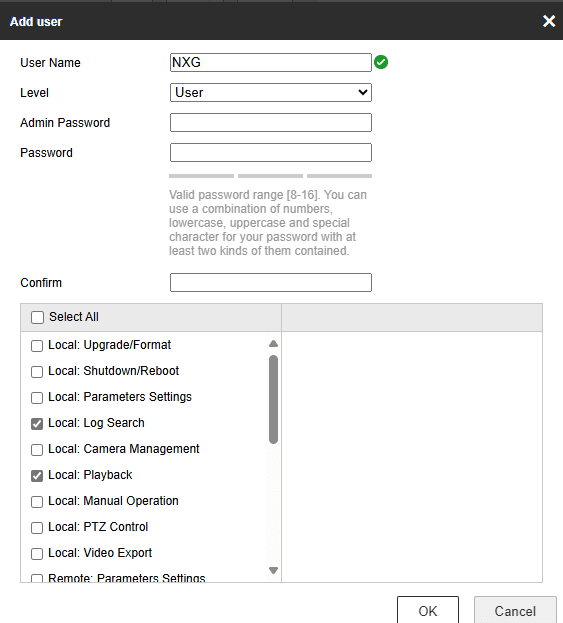 Add user
User Name NXG
Level User
Admin Password
Password
Valid password range [8-16]. You can
use a combination of numbers,
lowercase, uppercase and special
character for your password with at
least two kinds of them contained.
Confirm
Select All
Local: Upgrade/Format
Local: Shutdown/Reboot
Local: Parameters Settings
Local: Log Search
Local: Camera Management
Local: Playback
Local: Manual Operation
Local: PTZ Control
Local: Video Export
Remote: Parameters Settings
OK Cancel